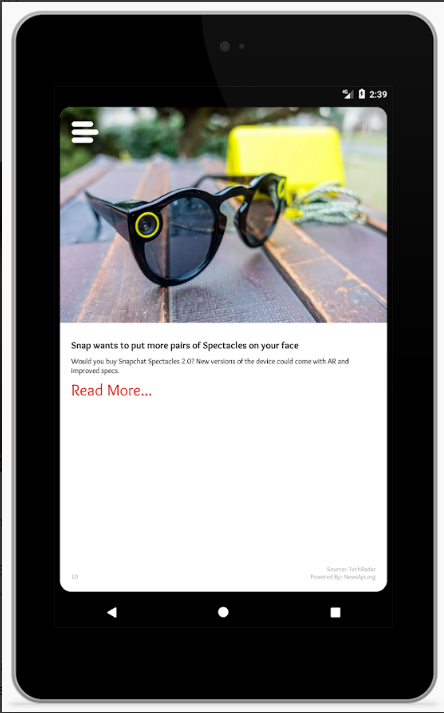 4G 2:39
Snap wants to put more pairs of Spectacles on your face
Would you buy Snapchat Spectacles 2.0? New versions of the device could come with AR and
improved specs.
Read More...
Source: TechRadar
10 Powered By: NewsApi.org